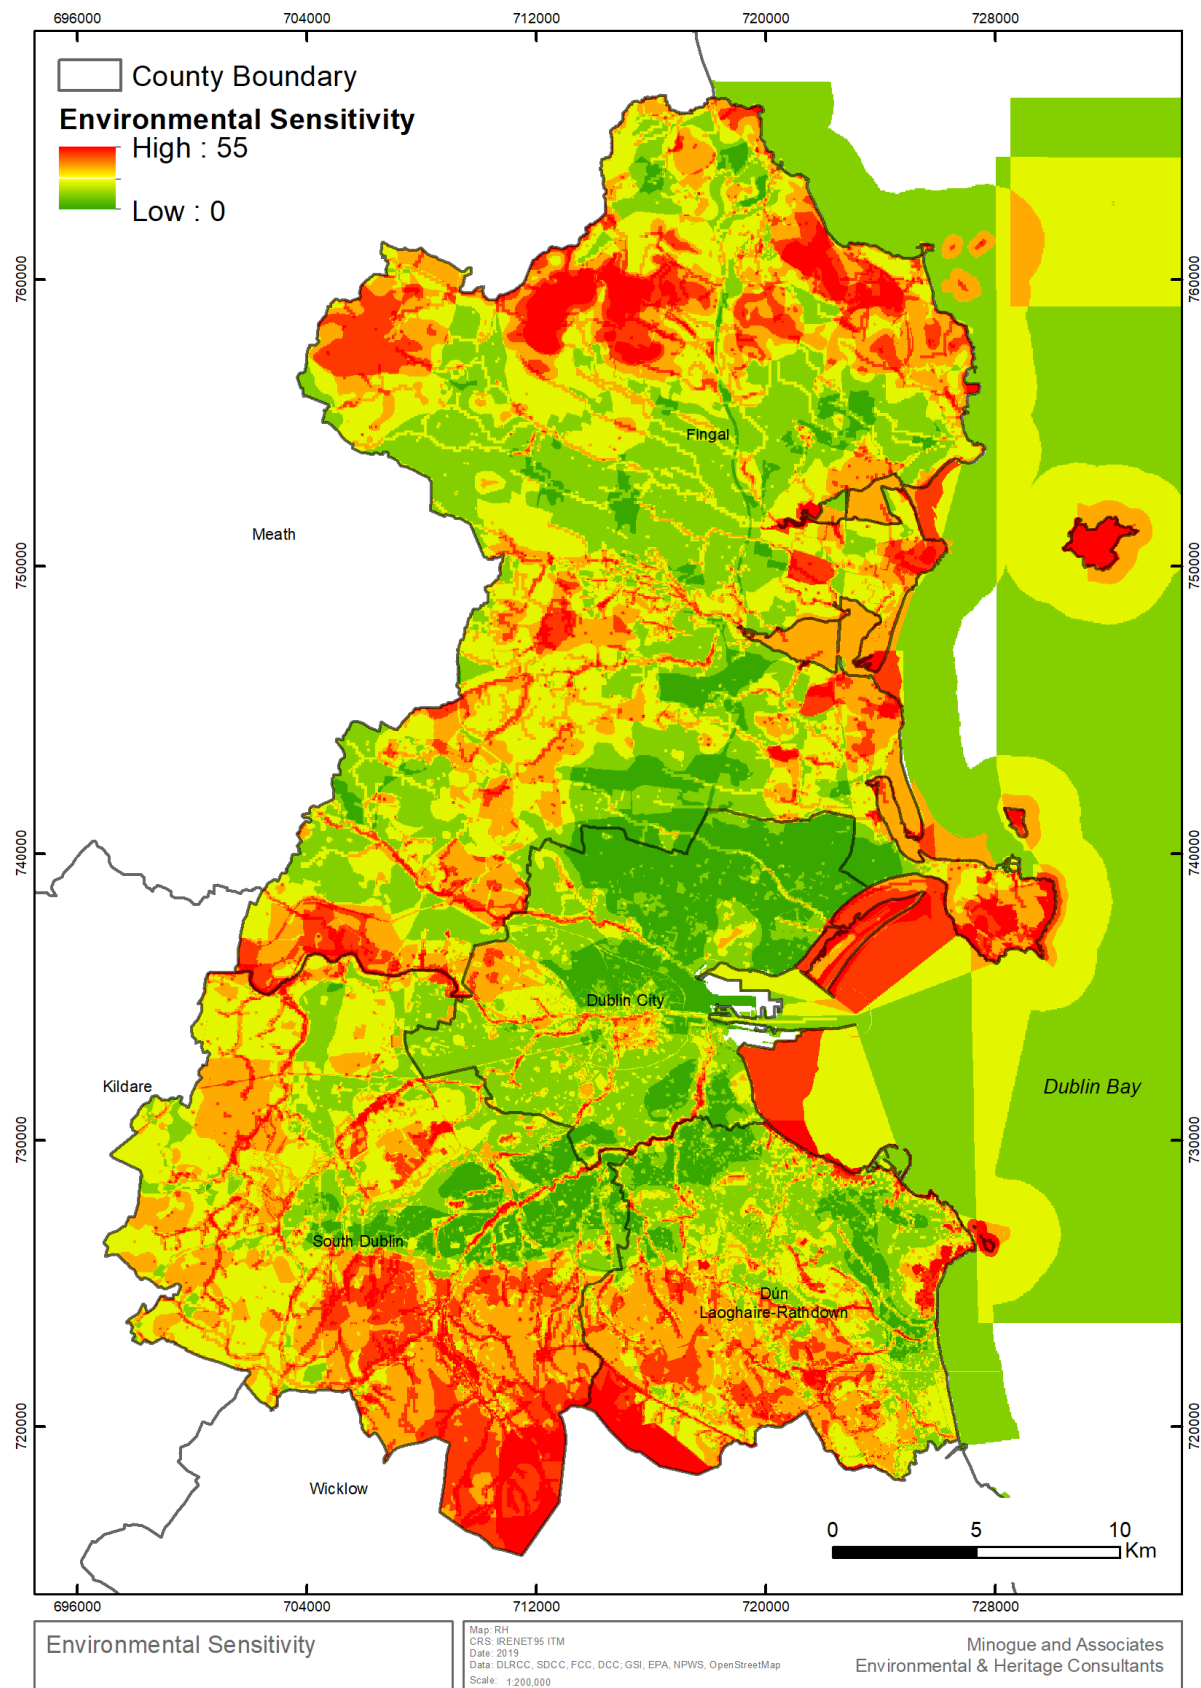 696000 704000 712000 720000 728000
County Boundary
Environmental Sensitivity
High : 55
Low : 0
760000 760000
Fingal
Meath
750000 750000
740000 740000
Dublin City
Kildare
Dublin Bay
730000 730000
South Dublin
Dún
Laoghaire-Rathdown
720000 720000
Wicklow
0 5 10
Km
696000 704000 712000 720000 728000
Environmental Sensitivity
Map: RH
CRS: IRENET95 ITM
Date: 2019
Data: DLRCC, SDCC, FCC, DCC; GSI, EPA, NPWS, OpenStreetMap
Scale: 1:200,000
Minogue and Associates
Environmental & Heritage Consultants